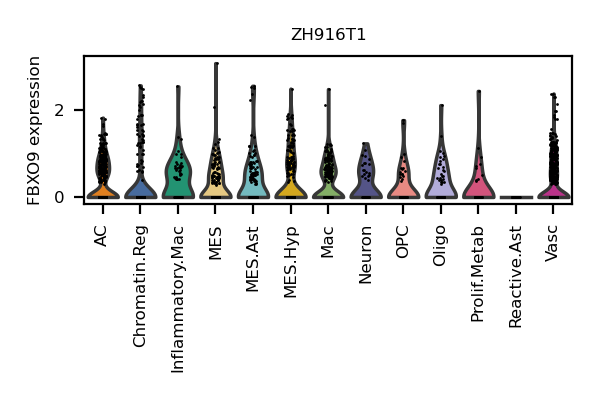 ZH916T1
FBXO9 expression
2
0
AC
Chromatin.Reg
Inflammatory.Mac
MES
MES.Ast
MES.Hyp
Mac
Neuron
OPC
Oligo
Prolif.Metab
Reactive.Ast
Vasc